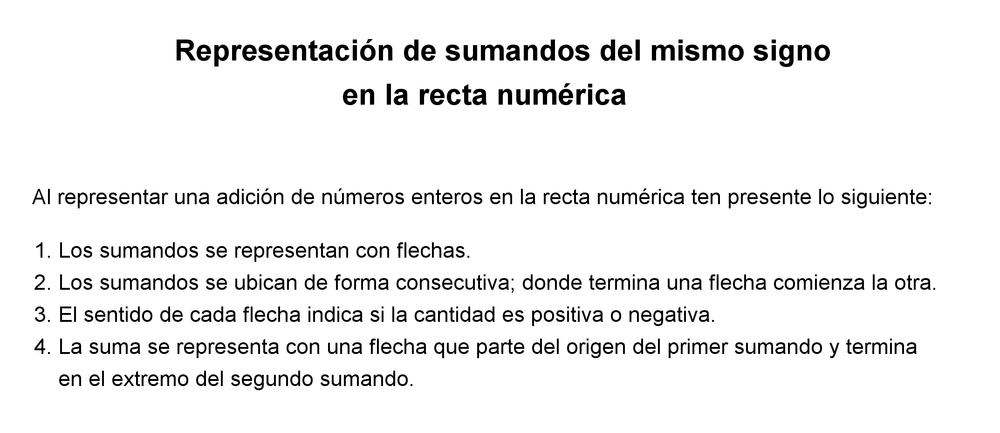 Representación de sumandos del mismo signo
en la recta numérica
Al representar una adición de números enteros en la recta numérica ten presente lo siguiente:
1. Los sumandos se representan con flechas.
2. Los sumandos se ubican de forma consecutiva; donde termina una flecha comienza la otra.
3. El sentido de cada flecha indica si la cantidad es positiva o negativa.
4. La suma se representa con una flecha que parte del origen del primer sumando y termina
en el extremo del segundo sumando.